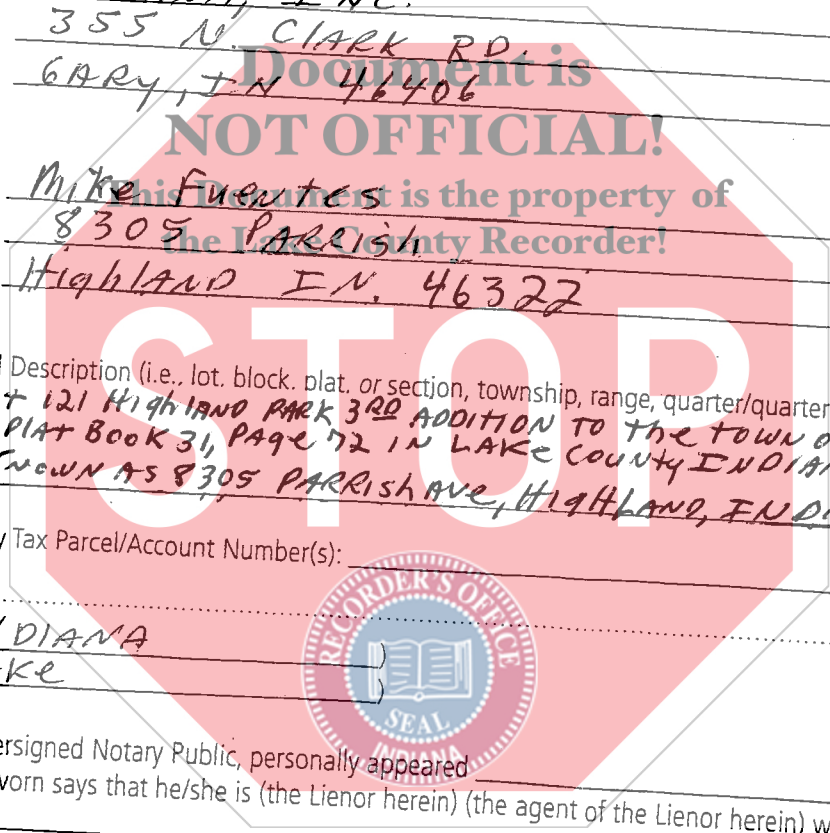 INC.
355 N. CLARK RD.
GARY, IN 46406
Document is
NOT OFFICIAL!
This Document is the property of
the Lake County Recorder!
Mike Fuentes
8305 PARRISH
Highland IN. 46322
STOP
Description (i.e., lot, block, plat, or section, township, range, quarter/quarter
+ 121 HIGHLAND PARK 3RD ADDITION TO the TOWN O
PLAT BOOK 31, PAGE 72 IN LAKE COUNTY INDIA
NOWN AS 8305 PARRISH AVE, HIGHLAND, INDI
y Tax Parcel/Account Number(s):
DIANA )
ke )
RECORDER'S OFFICE
SEAL
INDIANA
ersigned Notary Public, personally appeared
worn says that he/she is (the Lienor herein) (the agent of the Lienor herein) w